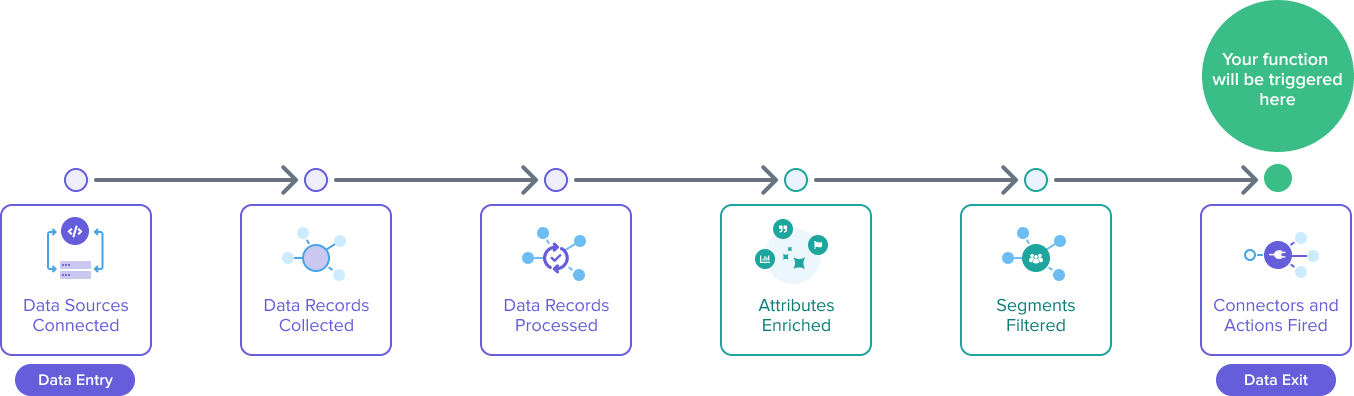 Your function
will be triggered
here
Data Sources
Connected
Data Records
Collected
Data Records
Processed
Attributes
Enriched
Segments
Filtered
Connectors and
Actions Fired
Data Entry
Data Exit